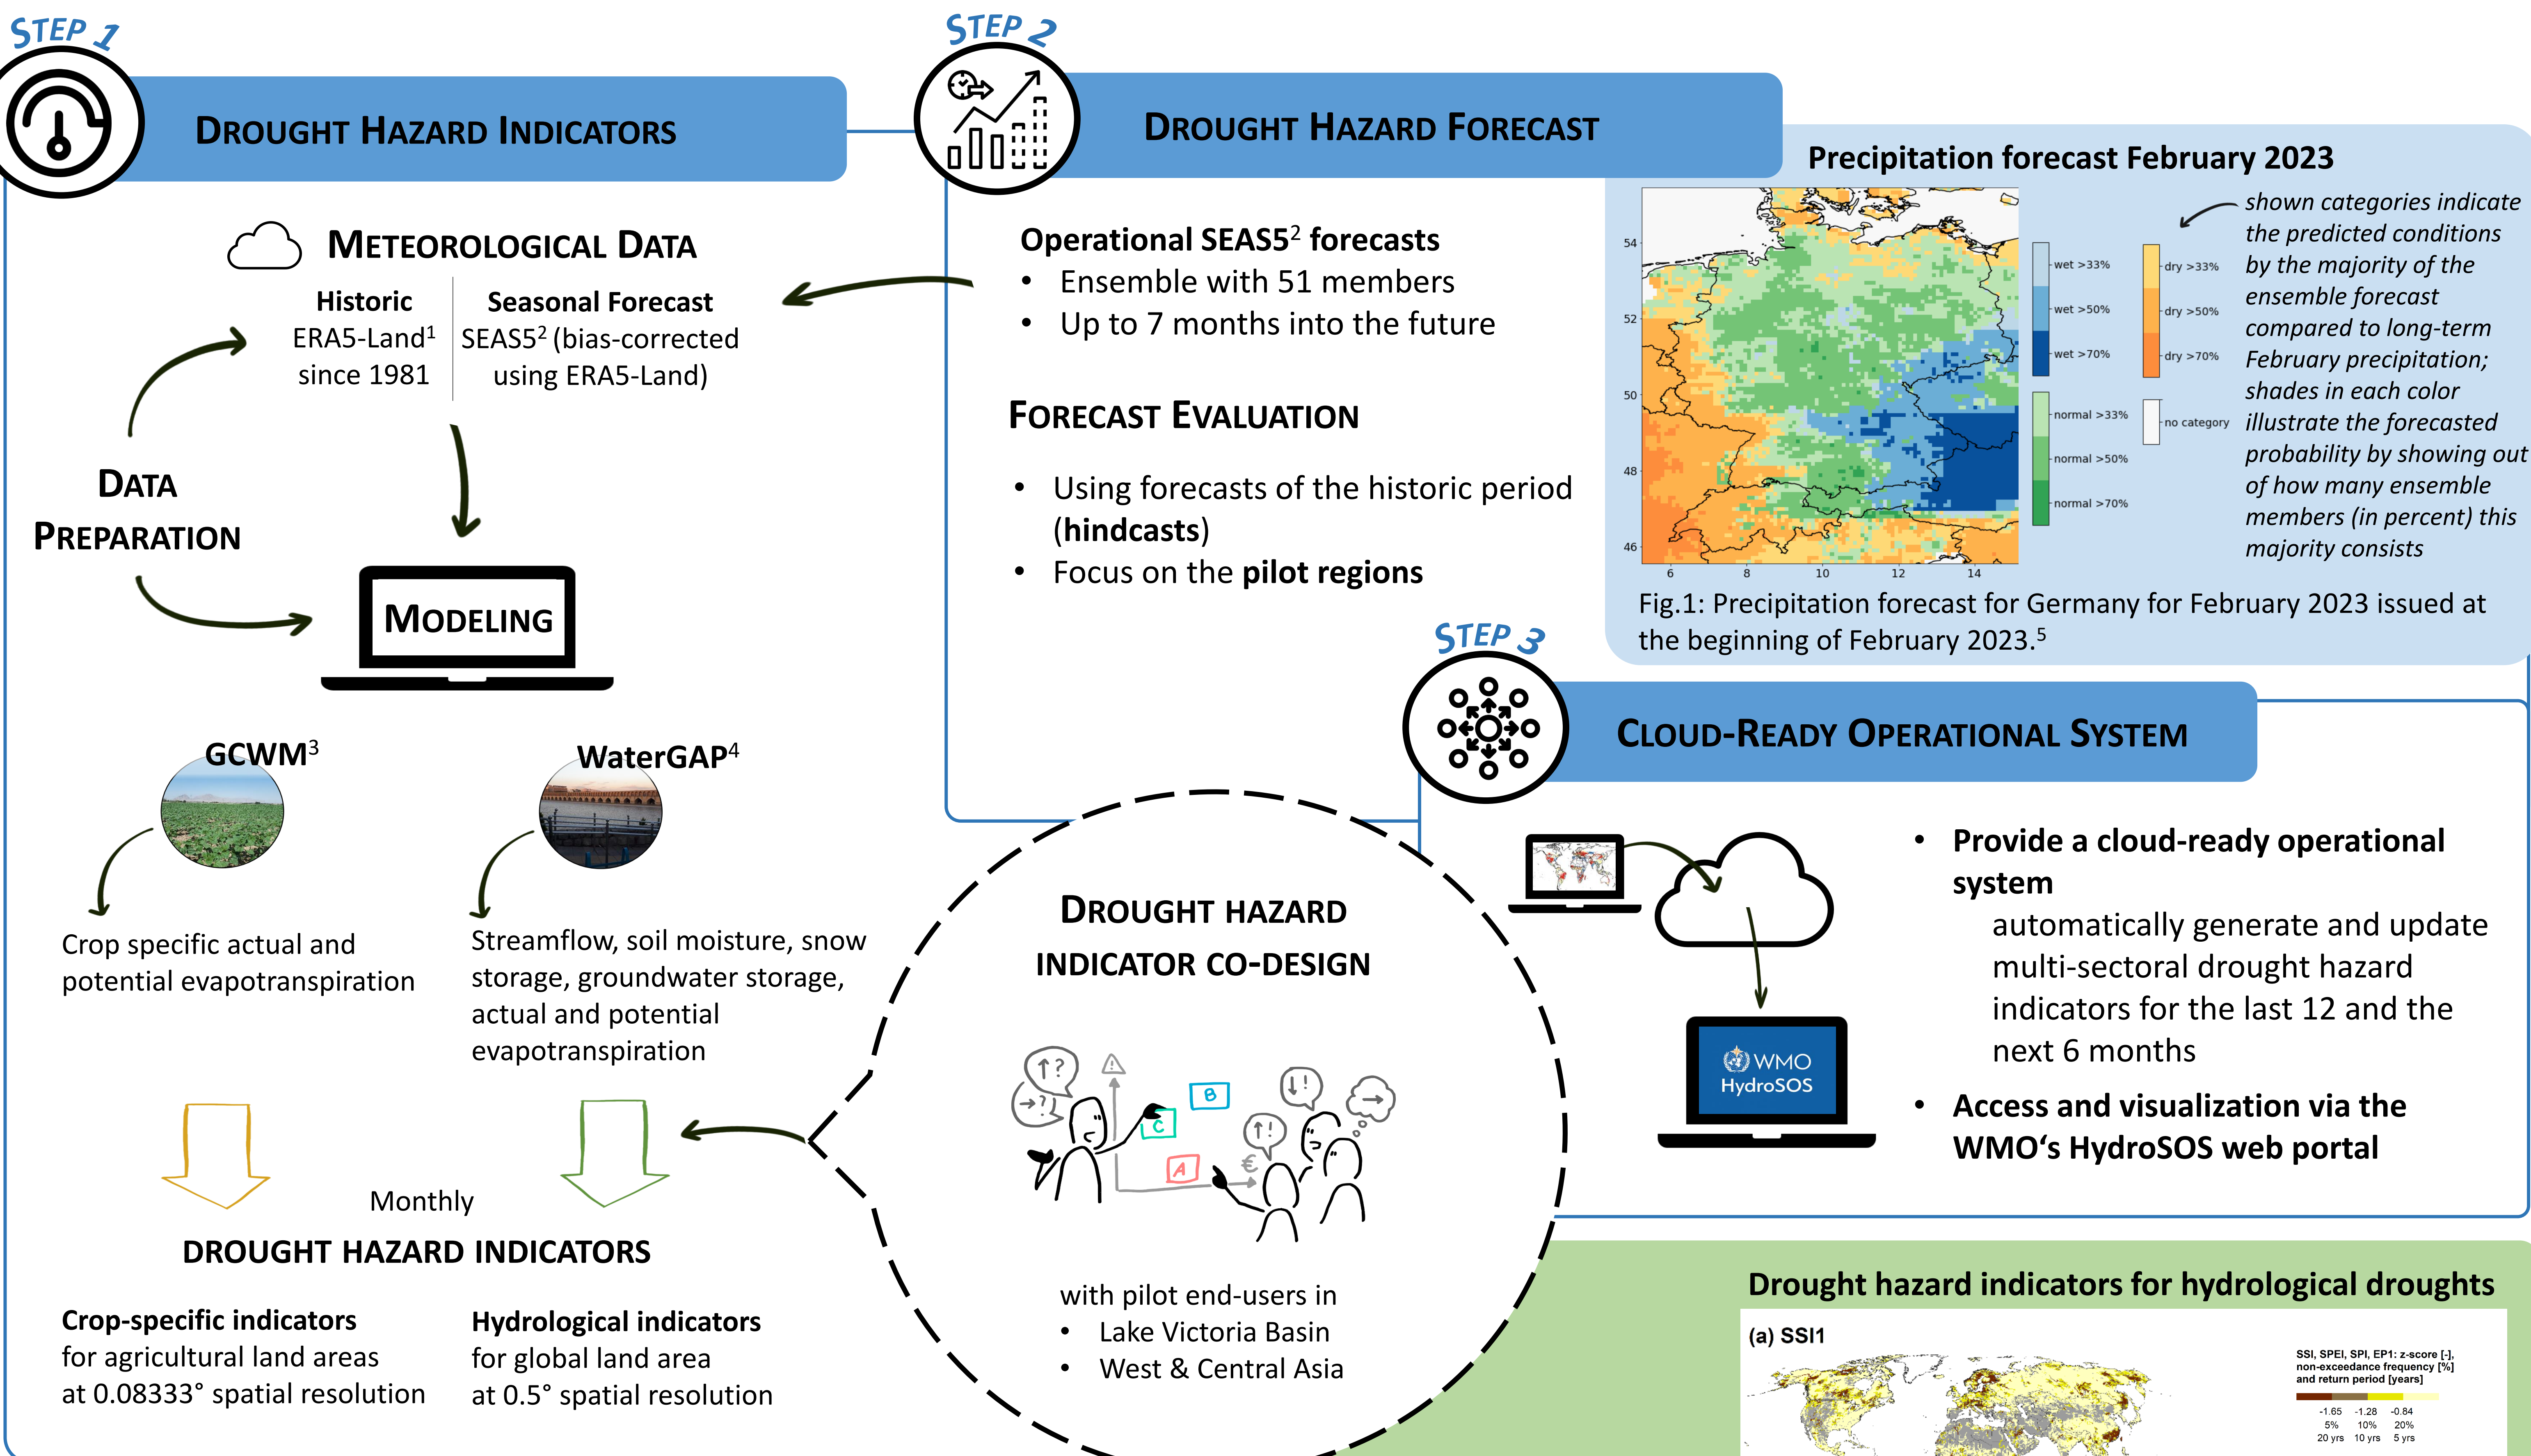 STEP 1
DROUGHT HAZARD INDICATORS
METEOROLOGICAL DATA
Historic
ERA5-Land¹
since 1981
Seasonal Forecast
SEAS5² (bias-corrected
using ERA5-Land)
DATA
PREPARATION
MODELING
GCWM³
WaterGAP⁴
Crop specific actual and
potential evapotranspiration
Streamflow, soil moisture, snow
storage, groundwater storage,
actual and potential
evapotranspiration
Monthly
DROUGHT HAZARD INDICATORS
Crop-specific indicators
for agricultural land areas
at 0.08333° spatial resolution
Hydrological indicators
for global land area
at 0.5° spatial resolution
STEP 2
DROUGHT HAZARD FORECAST
Operational SEAS5² forecasts
• Ensemble with 51 members
• Up to 7 months into the future
FORECAST EVALUATION
• Using forecasts of the historic period
(hindcasts)
• Focus on the pilot regions
Precipitation forecast February 2023
54
52
50
48
46
6 8 10 12 14
wet >33%
wet >50%
wet >70%
normal >33%
normal >50%
normal >70%
dry >33%
dry >50%
dry >70%
no category
shown categories indicate
the predicted conditions
by the majority of the
ensemble forecast
compared to long-term
February precipitation;
shades in each color
illustrate the forecasted
probability by showing out
of how many ensemble
members (in percent) this
majority consists
Fig.1: Precipitation forecast for Germany for February 2023 issued at
the beginning of February 2023.⁵
STEP 3
CLOUD-READY OPERATIONAL SYSTEM
WMO
HydroSOS
• Provide a cloud-ready operational
system
automatically generate and update
multi-sectoral drought hazard
indicators for the last 12 and the
next 6 months
• Access and visualization via the
WMO‘s HydroSOS web portal
DROUGHT HAZARD
INDICATOR CO-DESIGN
↑?
→?
C
B
A
€
↑!
↓!
→
with pilot end-users in
• Lake Victoria Basin
• West & Central Asia
Drought hazard indicators for hydrological droughts
(a) SSI1
SSI, SPEI, SPI, EP1: z-score [-],
non-exceedance frequency [%]
and return period [years]
-1.65 -1.28 -0.84
5% 10% 20%
20 yrs 10 yrs 5 yrs